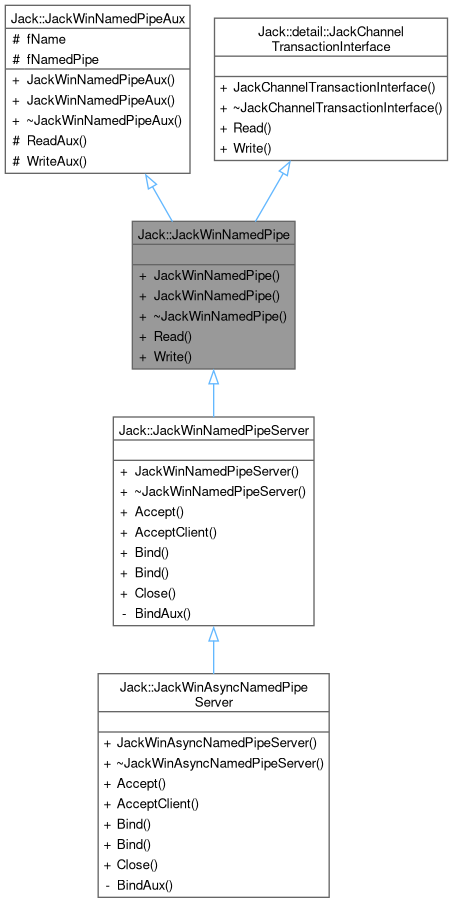 Jack::JackWinNamedPipeAux
# fName
# fNamedPipe
+ JackWinNamedPipeAux()
+ JackWinNamedPipeAux()
+ ~JackWinNamedPipeAux()
# ReadAux()
# WriteAux()
Jack::detail::JackChannel
TransactionInterface
+ JackChannelTransactionInterface()
+ ~JackChannelTransactionInterface()
+ Read()
+ Write()
Jack::JackWinNamedPipe
+ JackWinNamedPipe()
+ JackWinNamedPipe()
+ ~JackWinNamedPipe()
+ Read()
+ Write()
Jack::JackWinNamedPipeServer
+ JackWinNamedPipeServer()
+ ~JackWinNamedPipeServer()
+ Accept()
+ AcceptClient()
+ Bind()
+ Bind()
+ Close()
- BindAux()
Jack::JackWinAsyncNamedPipe
Server
+ JackWinAsyncNamedPipeServer()
+ ~JackWinAsyncNamedPipeServer()
+ Accept()
+ AcceptClient()
+ Bind()
+ Bind()
+ Close()
- BindAux()